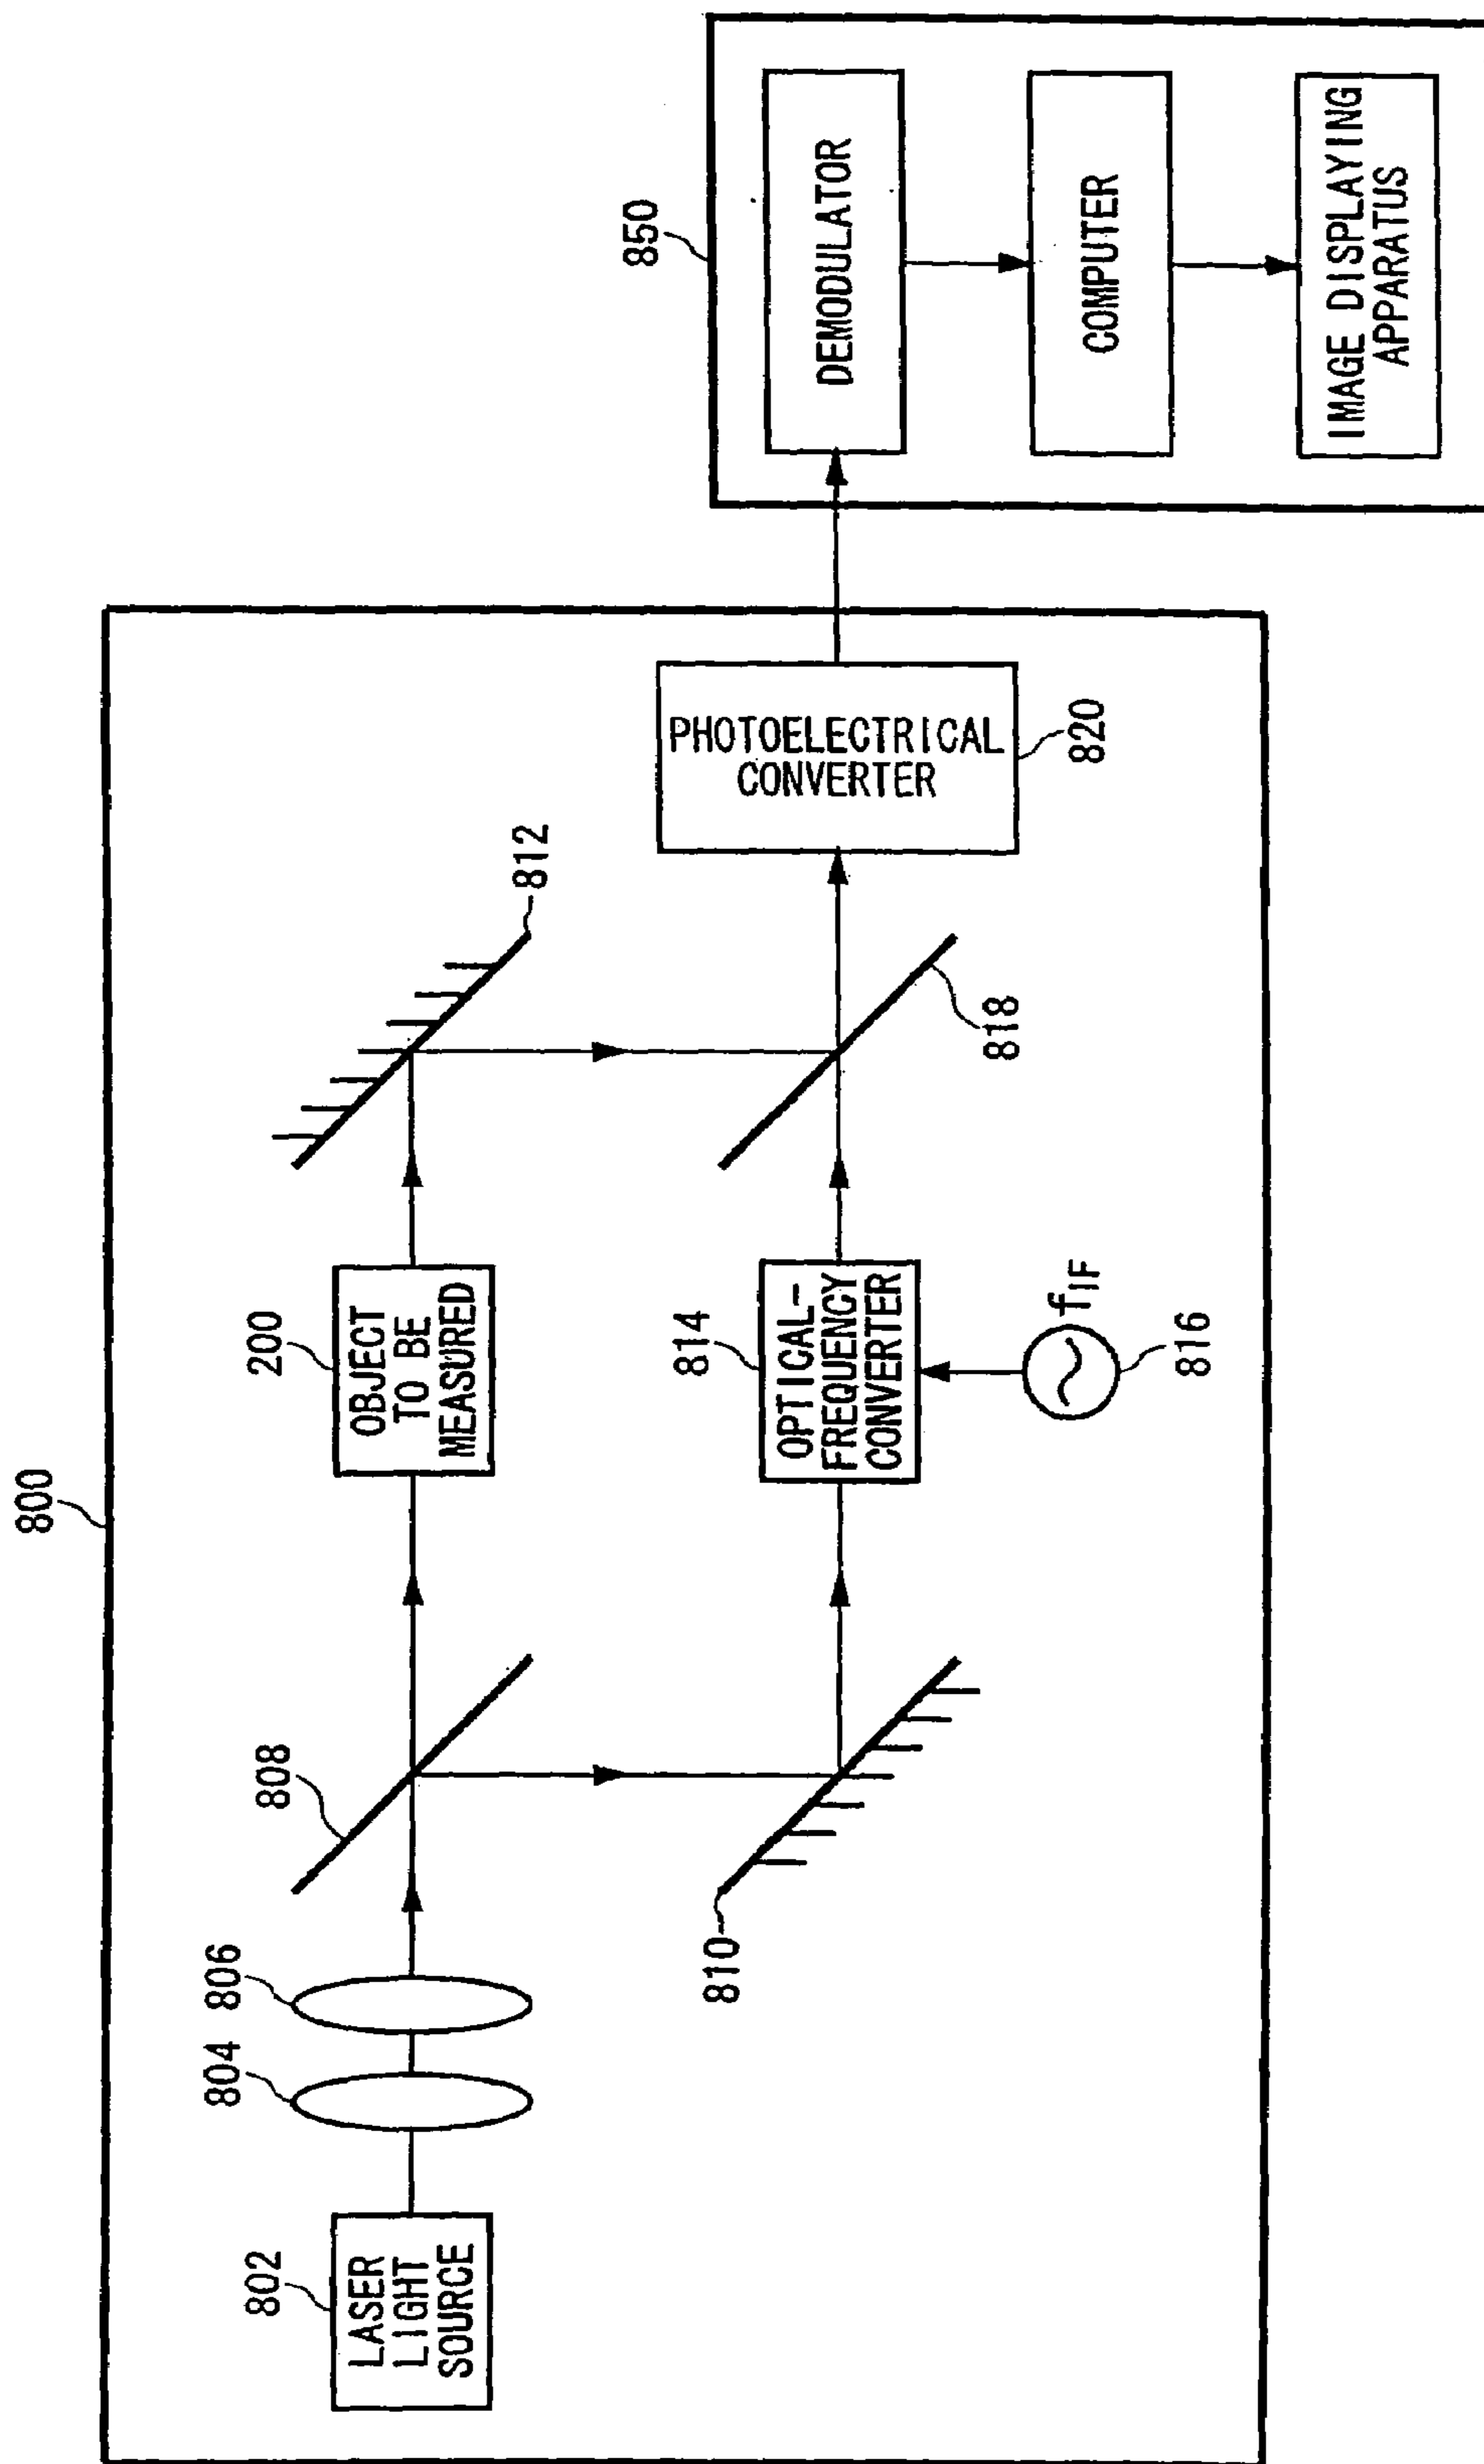 800
802
LASER
LIGHT
SOURCE
804
806
808
810
200
OBJECT
TO BE
MEASURED
812
814
OPTICAL-
FREQUENCY
CONVERTER
fIF
816
818
PHOTOELECTRICAL
CONVERTER
820
850
DEMODULATOR
COMPUTER
IMAGE DISPLAYING
APPARATUS